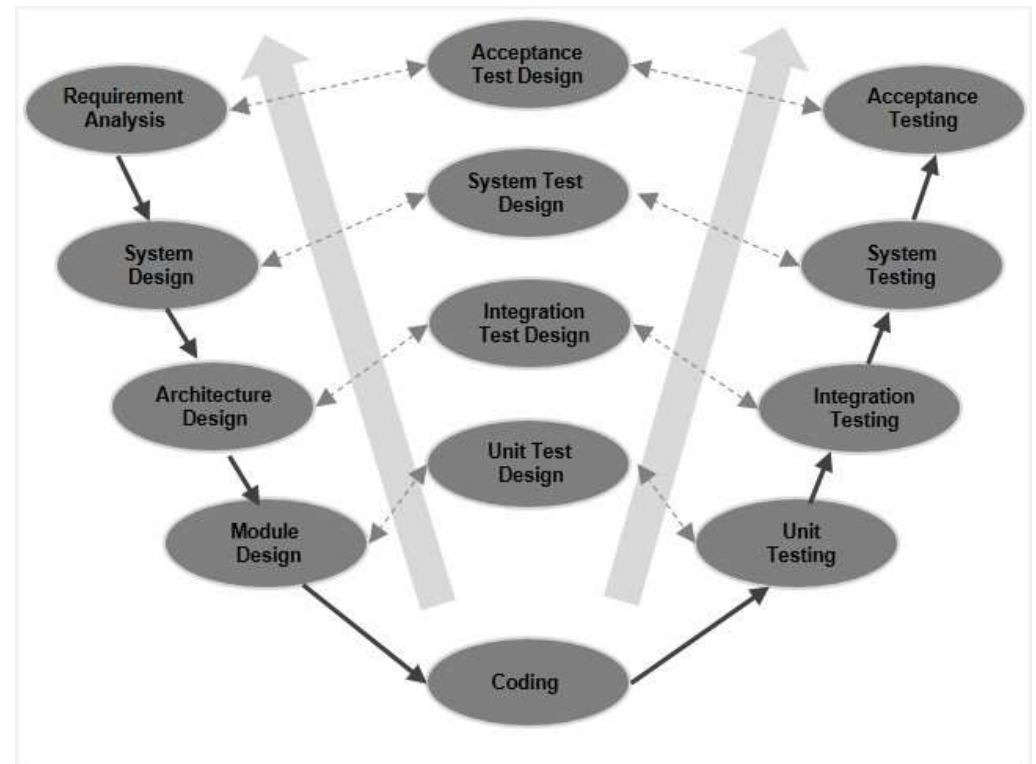 Acceptance
Test Design
Requirement
Analysis
Acceptance
Testing
System Test
Design
System
Design
System
Testing
Integration
Test Design
Architecture
Design
Integration
Testing
Unit Test
Design
Module
Design
Unit
Testing
Coding